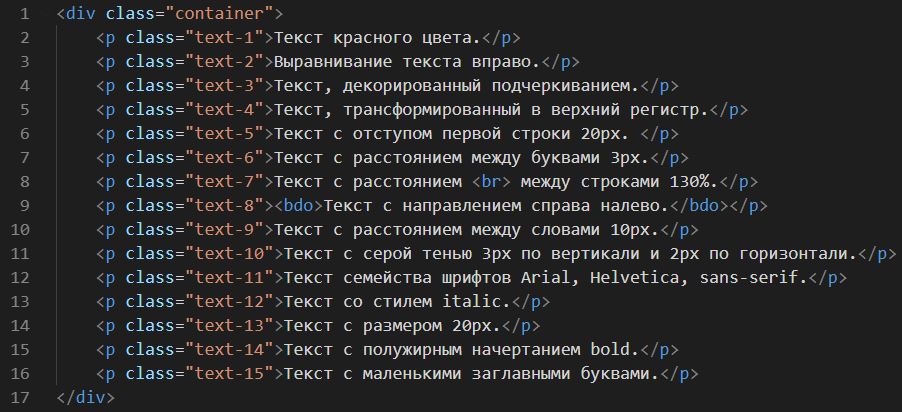 1 <div class="container">
2 <p class="text-1">Текст красного цвета.</p>
3 <p class="text-2">Выравнивание текста вправо.</p>
4 <p class="text-3">Текст, декорированный подчеркиванием.</p>
5 <p class="text-4">Текст, трансформированный в верхний регистр.</p>
6 <p class="text-5">Текст с отступом первой строки 20px. </p>
7 <p class="text-6">Текст с расстоянием между буквами 3px.</p>
8 <p class="text-7">Текст с расстоянием <br> между строками 130%.</p>
9 <p class="text-8"><bdo>Текст с направлением справа налево.</bdo></p>
10 <p class="text-9">Текст с расстоянием между словами 10px.</p>
11 <p class="text-10">Текст с серой тенью 3px по вертикали и 2px по горизонтали.</p>
12 <p class="text-11">Текст семейства шрифтов Arial, Helvetica, sans-serif.</p>
13 <p class="text-12">Текст со стилем italic.</p>
14 <p class="text-13">Текст с размером 20px.</p>
15 <p class="text-14">Текст с полужирным начертанием bold.</p>
16 <p class="text-15">Текст с маленькими заглавными буквами.</p>
17 </div>